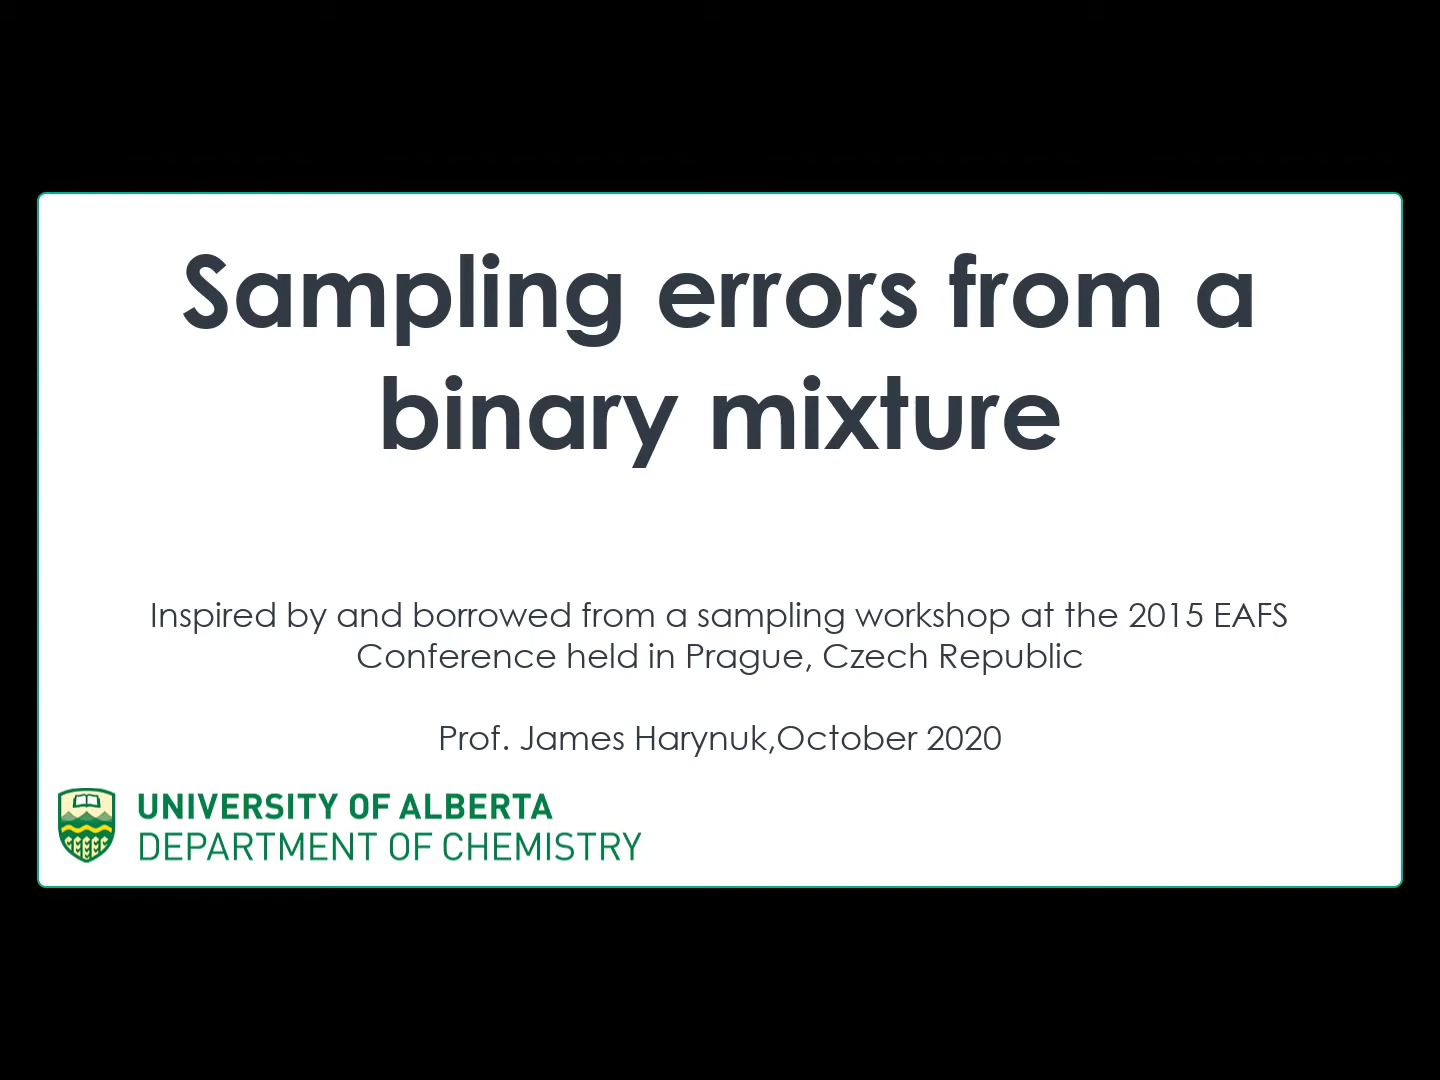 Sampling errors from a
binary mixture
Inspired by and borrowed from a sampling workshop at the 2015 EAFS
Conference held in Prague, Czech Republic
Prof. James Harynuk,October 2020
UNIVERSITY OF ALBERTA
DEPARTMENT OF CHEMISTRY